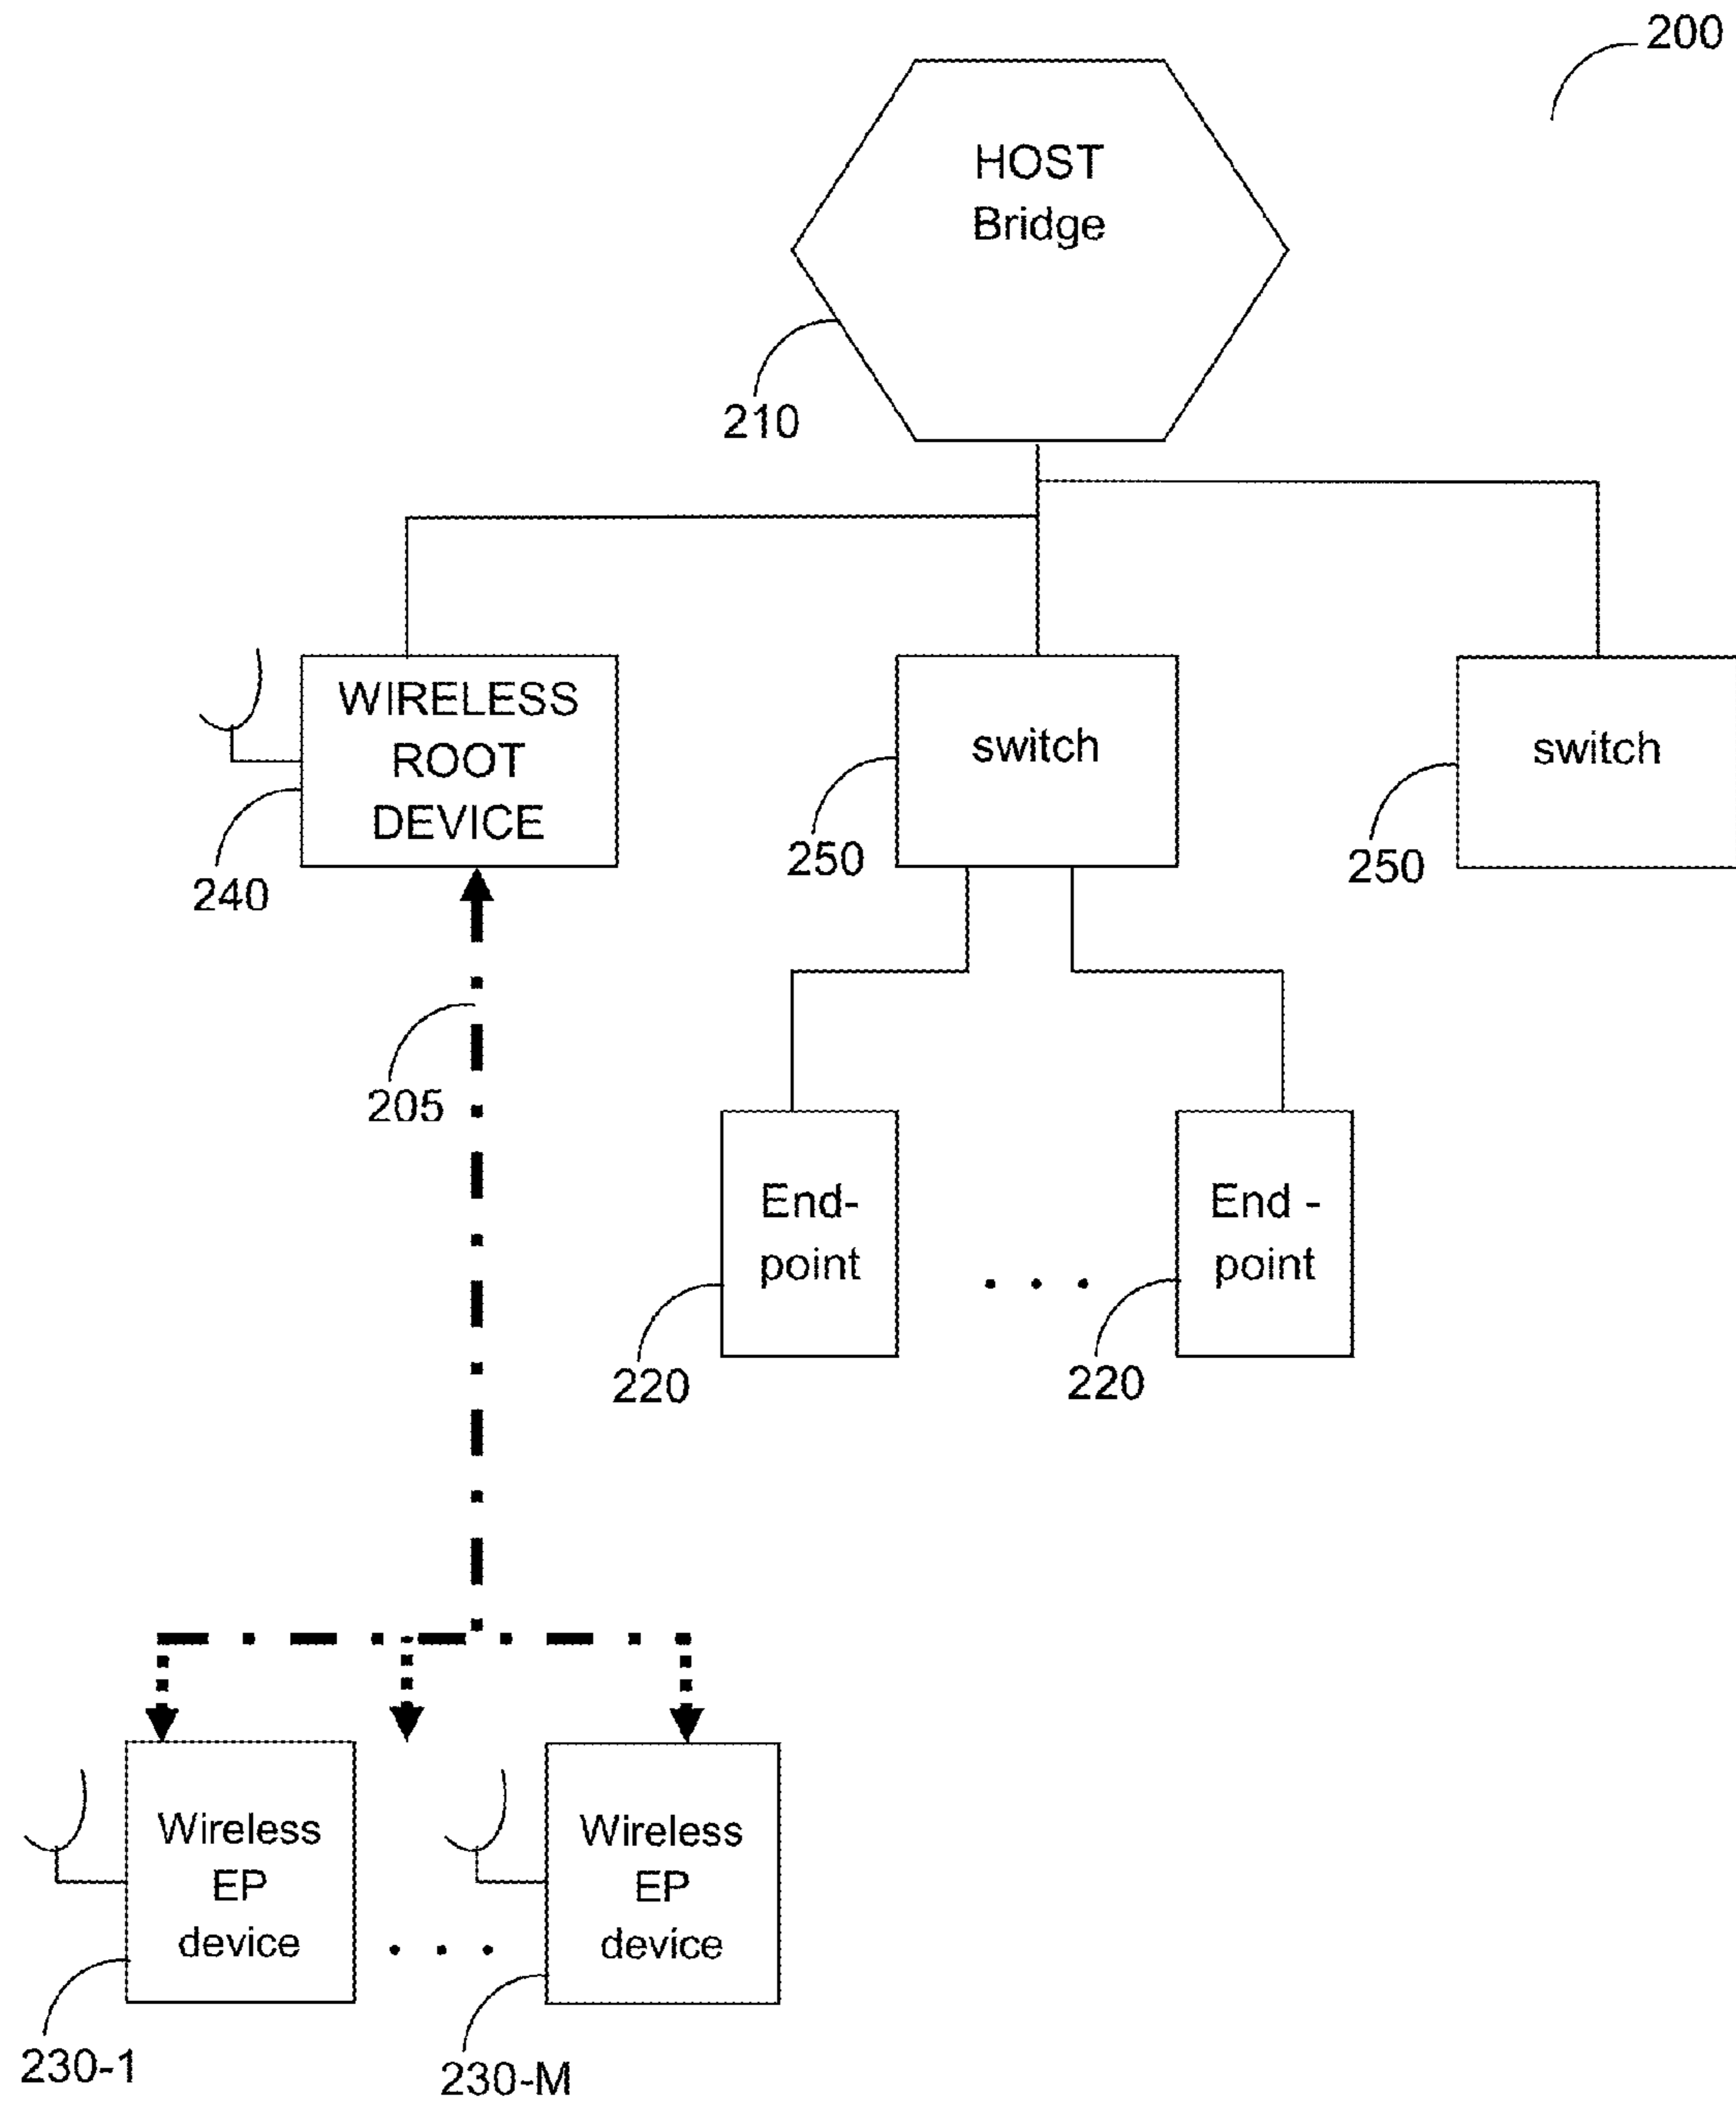 200
HOST
Bridge
210
WIRELESS
ROOT
DEVICE
240
switch
250
switch
250
205
End-
point
220
. . .
End -
point
220
Wireless
EP
device
230-1
. . .
Wireless
EP
device
230-M